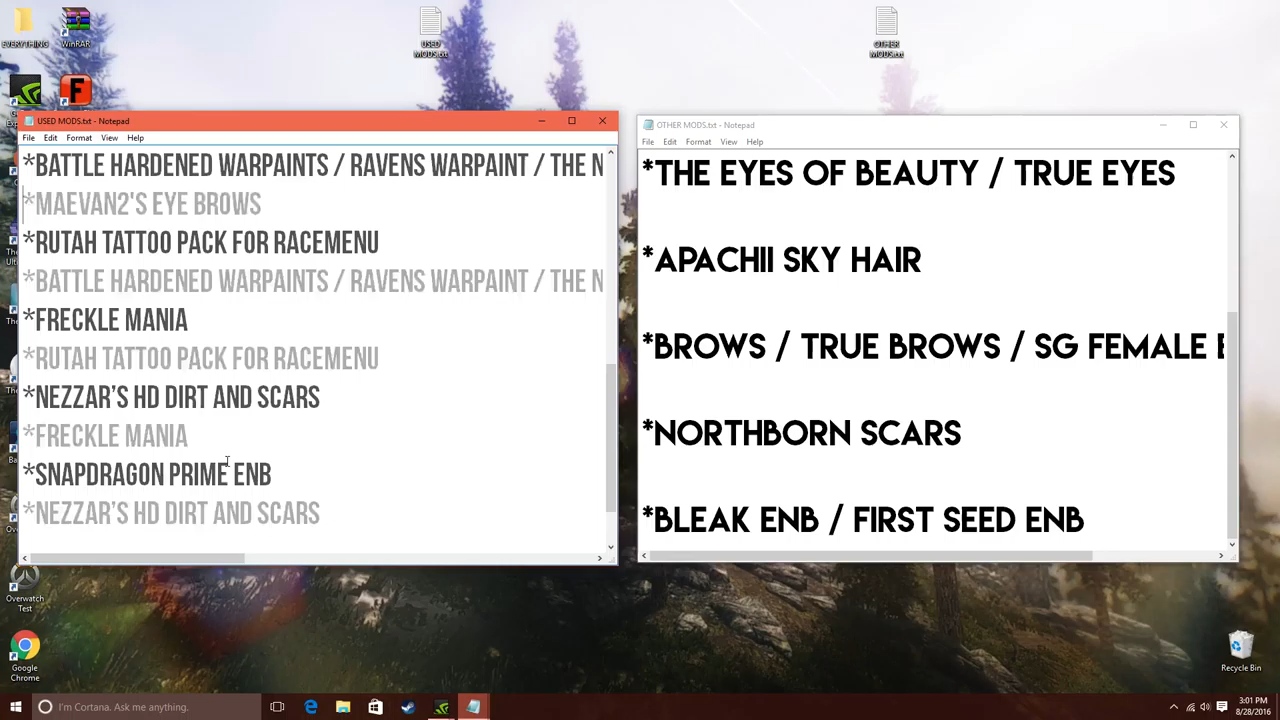 EVERYTHING
WinRAR
USED
MODS.txt
OTHER
MODS.txt
USED MODS.txt - Notepad
File Edit Format View Help
*BATTLE HARDENED WARPAINTS / RAVENS WARPAINT / THE N
*MAEVAN2'S EYE BROWS
*RUTAH TATTOO PACK FOR RACEMENU
*BATTLE HARDENED WARPAINTS / RAVENS WARPAINT / THE N
*FRECKLE MANIA
*RUTAH TATTOO PACK FOR RACEMENU
*NEZZAR’S HD DIRT AND SCARS
*FRECKLE MANIA
*SNAPDRAGON PRIME ENB
*NEZZAR’S HD DIRT AND SCARS
OTHER MODS.txt - Notepad
File Edit Format View Help
*THE EYES OF BEAUTY / TRUE EYES
*APACHII SKY HAIR
*BROWS / TRUE BROWS / SG FEMALE
*NORTHBORN SCARS
*BLEAK ENB / FIRST SEED ENB
Overwatch
Test
Google
Chrome
Recycle Bin
I'm Cortana. Ask me anything.
3:01 PM
8/28/2016